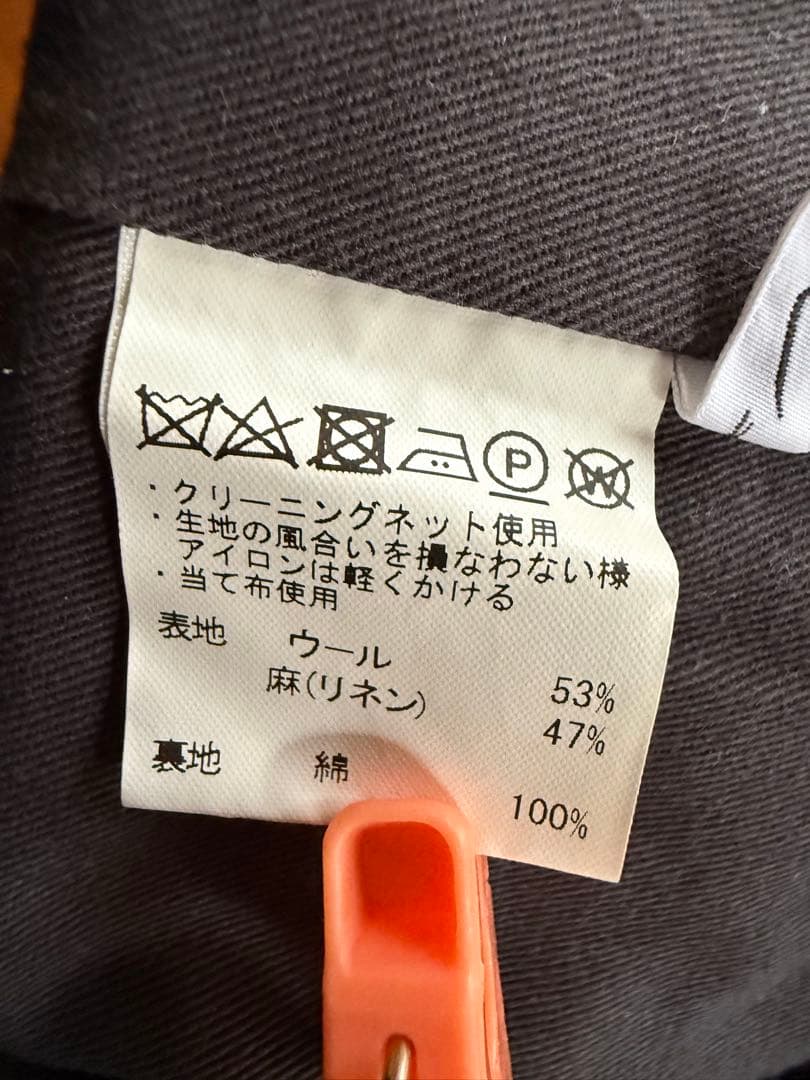 P W
・クリーニングネット使用
・生地の風合いを損なわない様
アイロンは軽くかける
・当て布使用
表地 ウール 53%
麻(リネン) 47%
裏地 綿 100%